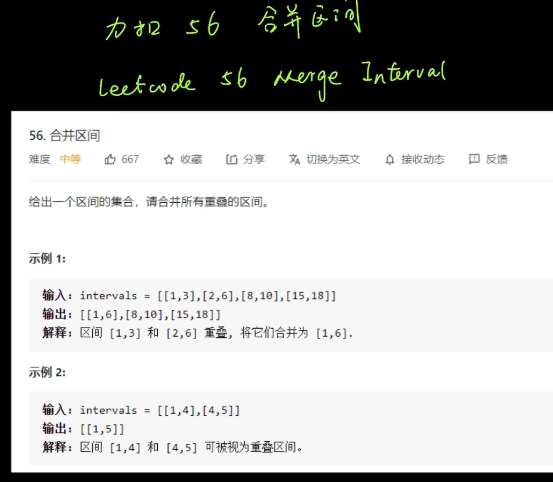 力扣 56 合并区间
Leetcode 56 Merge Interval
56. 合并区间
难度 中等 667 收藏 分享 切换为英文 接收动态 反馈
给出一个区间的集合，请合并所有重叠的区间。
示例 1:
输入: intervals = [[1,3],[2,6],[8,10],[15,18]]
输出: [[1,6],[8,10],[15,18]]
解释: 区间 [1,3] 和 [2,6] 重叠, 将它们合并为 [1,6].
示例 2:
输入: intervals = [[1,4],[4,5]]
输出: [[1,5]]
解释: 区间 [1,4] 和 [4,5] 可被视为重叠区间。